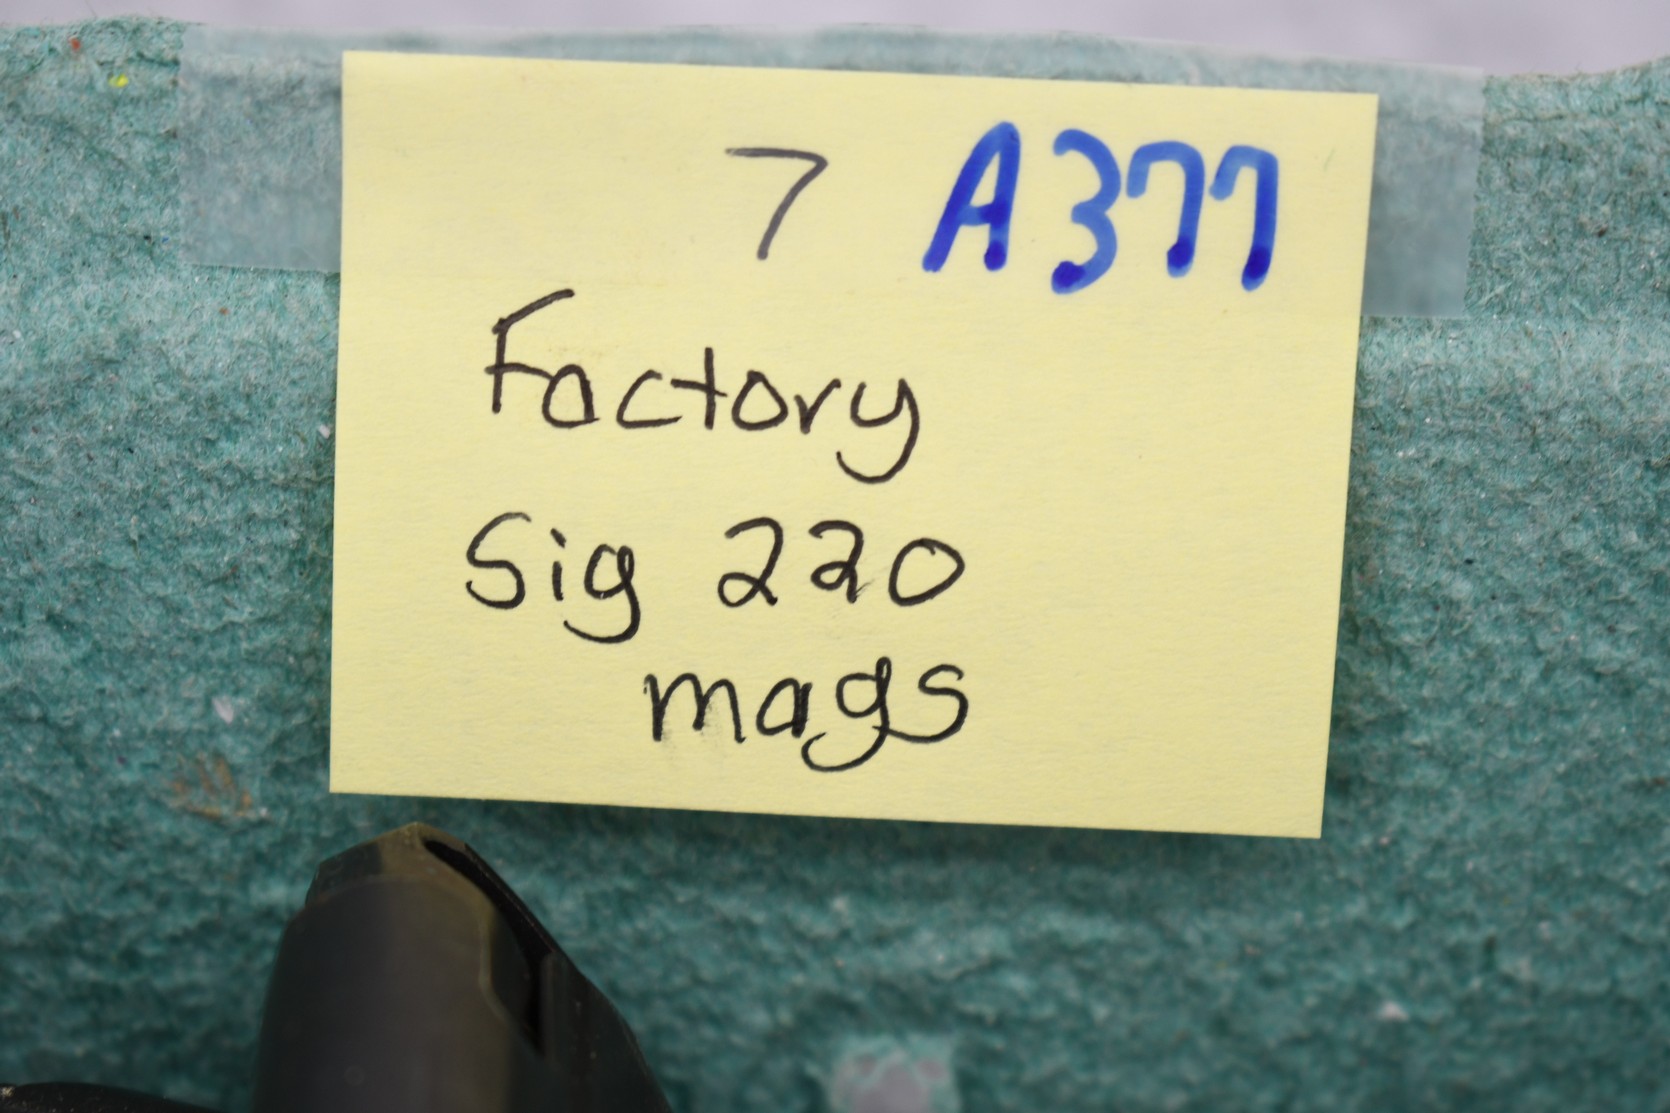 7 A377
Factory
Sig 220
mags